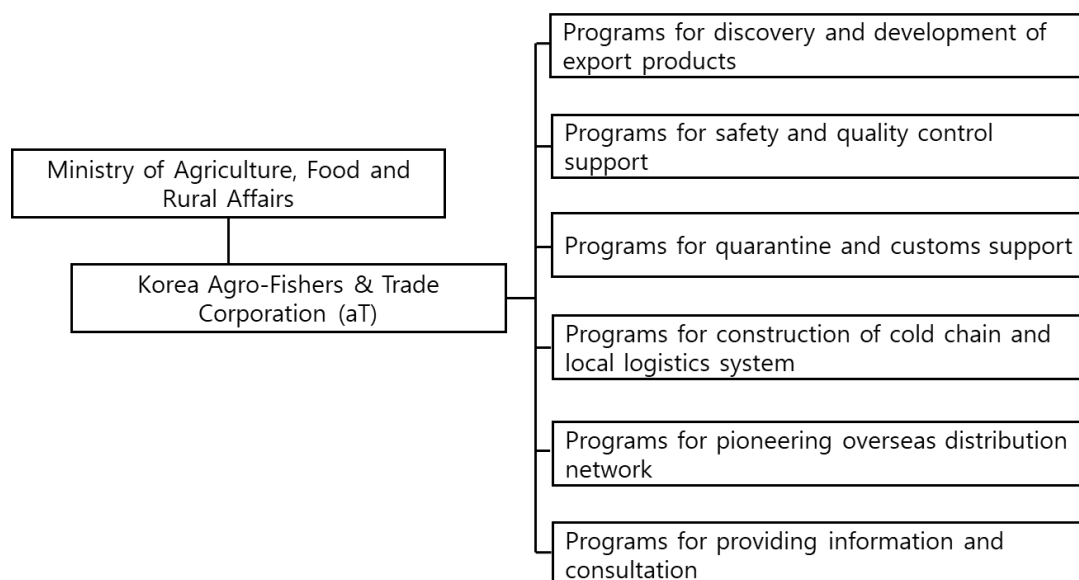 Ministry of Agriculture, Food and
Rural Affairs
Korea Agro-Fishers & Trade
Corporation (aT)
Programs for discovery and development of
export products
Programs for safety and quality control
support
Programs for quarantine and customs support
Programs for construction of cold chain and
local logistics system
Programs for pioneering overseas distribution
network
Programs for providing information and
consultation